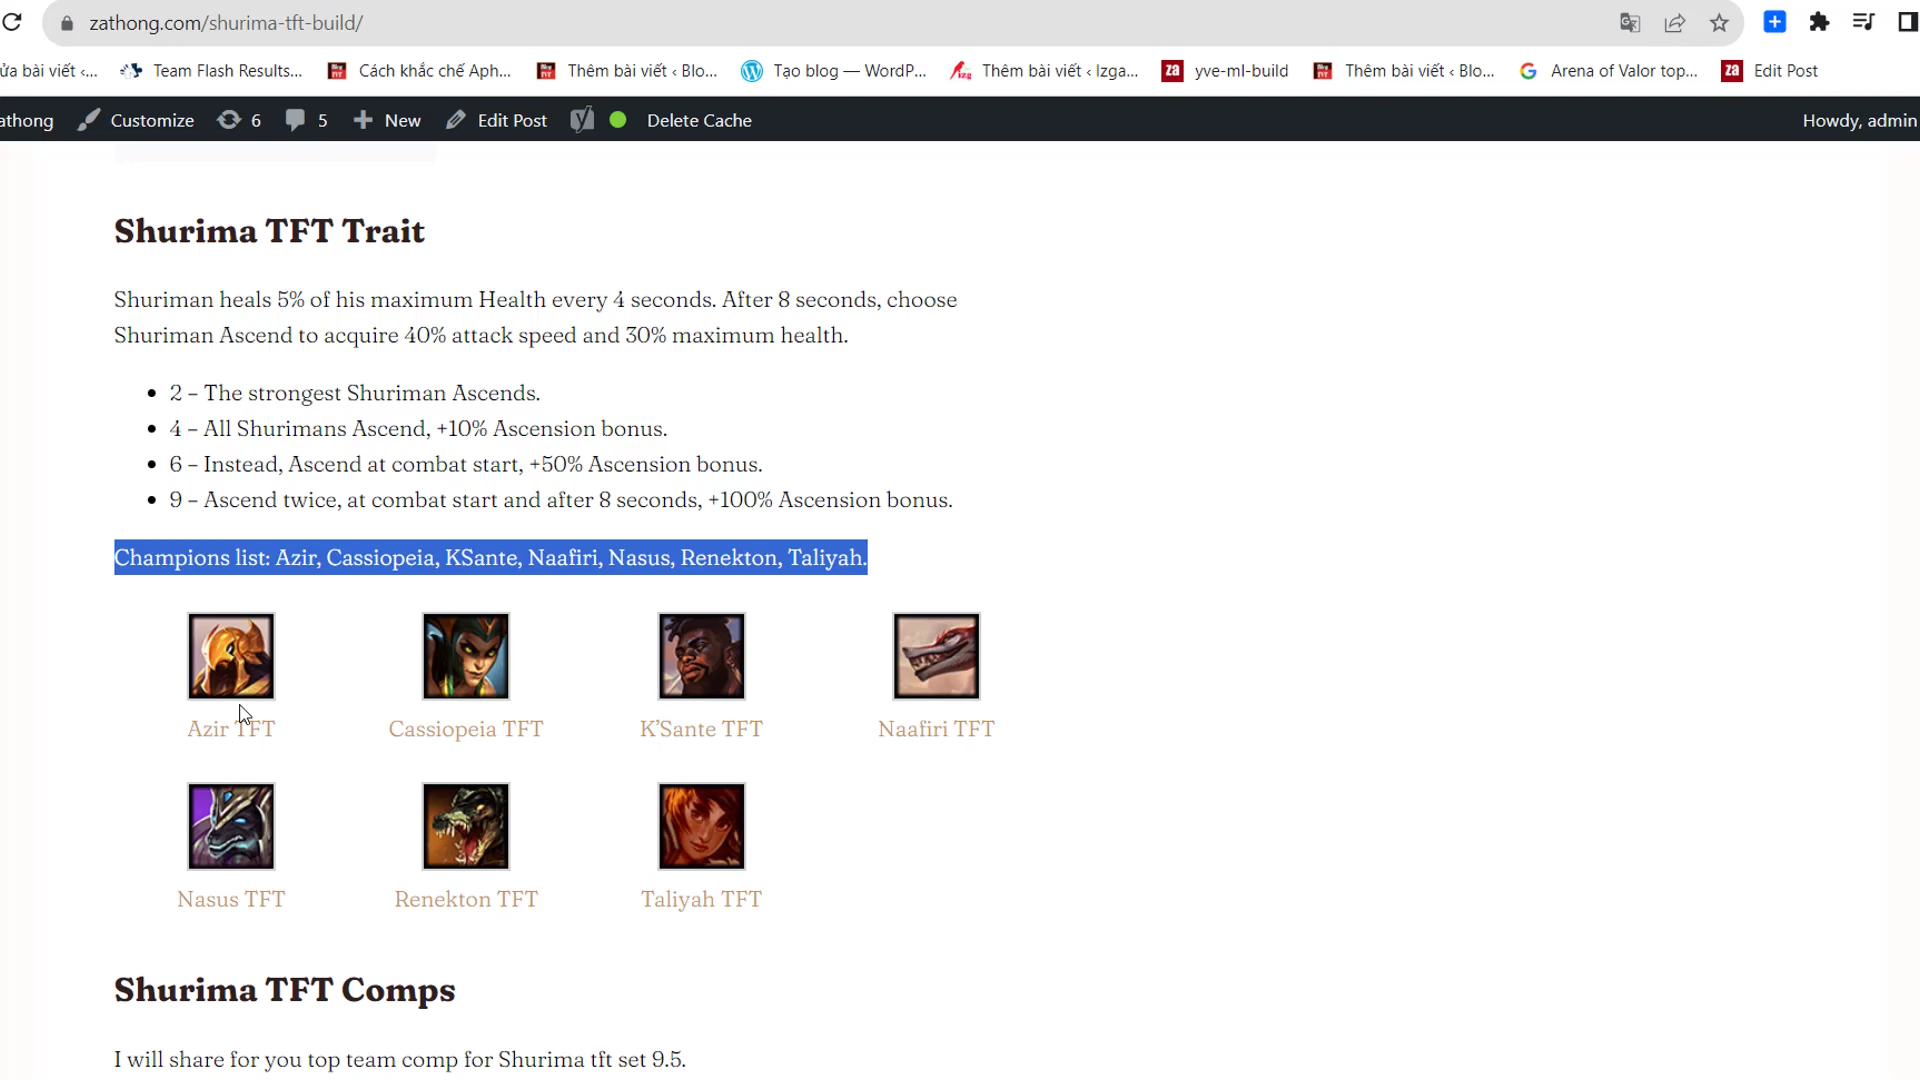 zathong.com/shurima-tft-build/
ửa bài viết ‹... Team Flash Results... Cách khắc chế Aph... Thêm bài viết ‹ Blo... Tạo blog — WordP... Thêm bài viết ‹ Izga... yve-ml-build Thêm bài viết ‹ Blo... Arena of Valor top... Edit Post
athong Customize 6 5 New Edit Post Delete Cache Howdy, admin
Shurima TFT Trait
Shuriman heals 5% of his maximum Health every 4 seconds. After 8 seconds, choose
Shuriman Ascend to acquire 40% attack speed and 30% maximum health.
• 2 – The strongest Shuriman Ascends.
• 4 – All Shurimans Ascend, +10% Ascension bonus.
• 6 – Instead, Ascend at combat start, +50% Ascension bonus.
• 9 – Ascend twice, at combat start and after 8 seconds, +100% Ascension bonus.
Champions list: Azir, Cassiopeia, KSante, Naafiri, Nasus, Renekton, Taliyah.
Azir TFT Cassiopeia TFT K’Sante TFT Naafiri TFT
Nasus TFT Renekton TFT Taliyah TFT
Shurima TFT Comps
I will share for you top team comp for Shurima tft set 9.5.